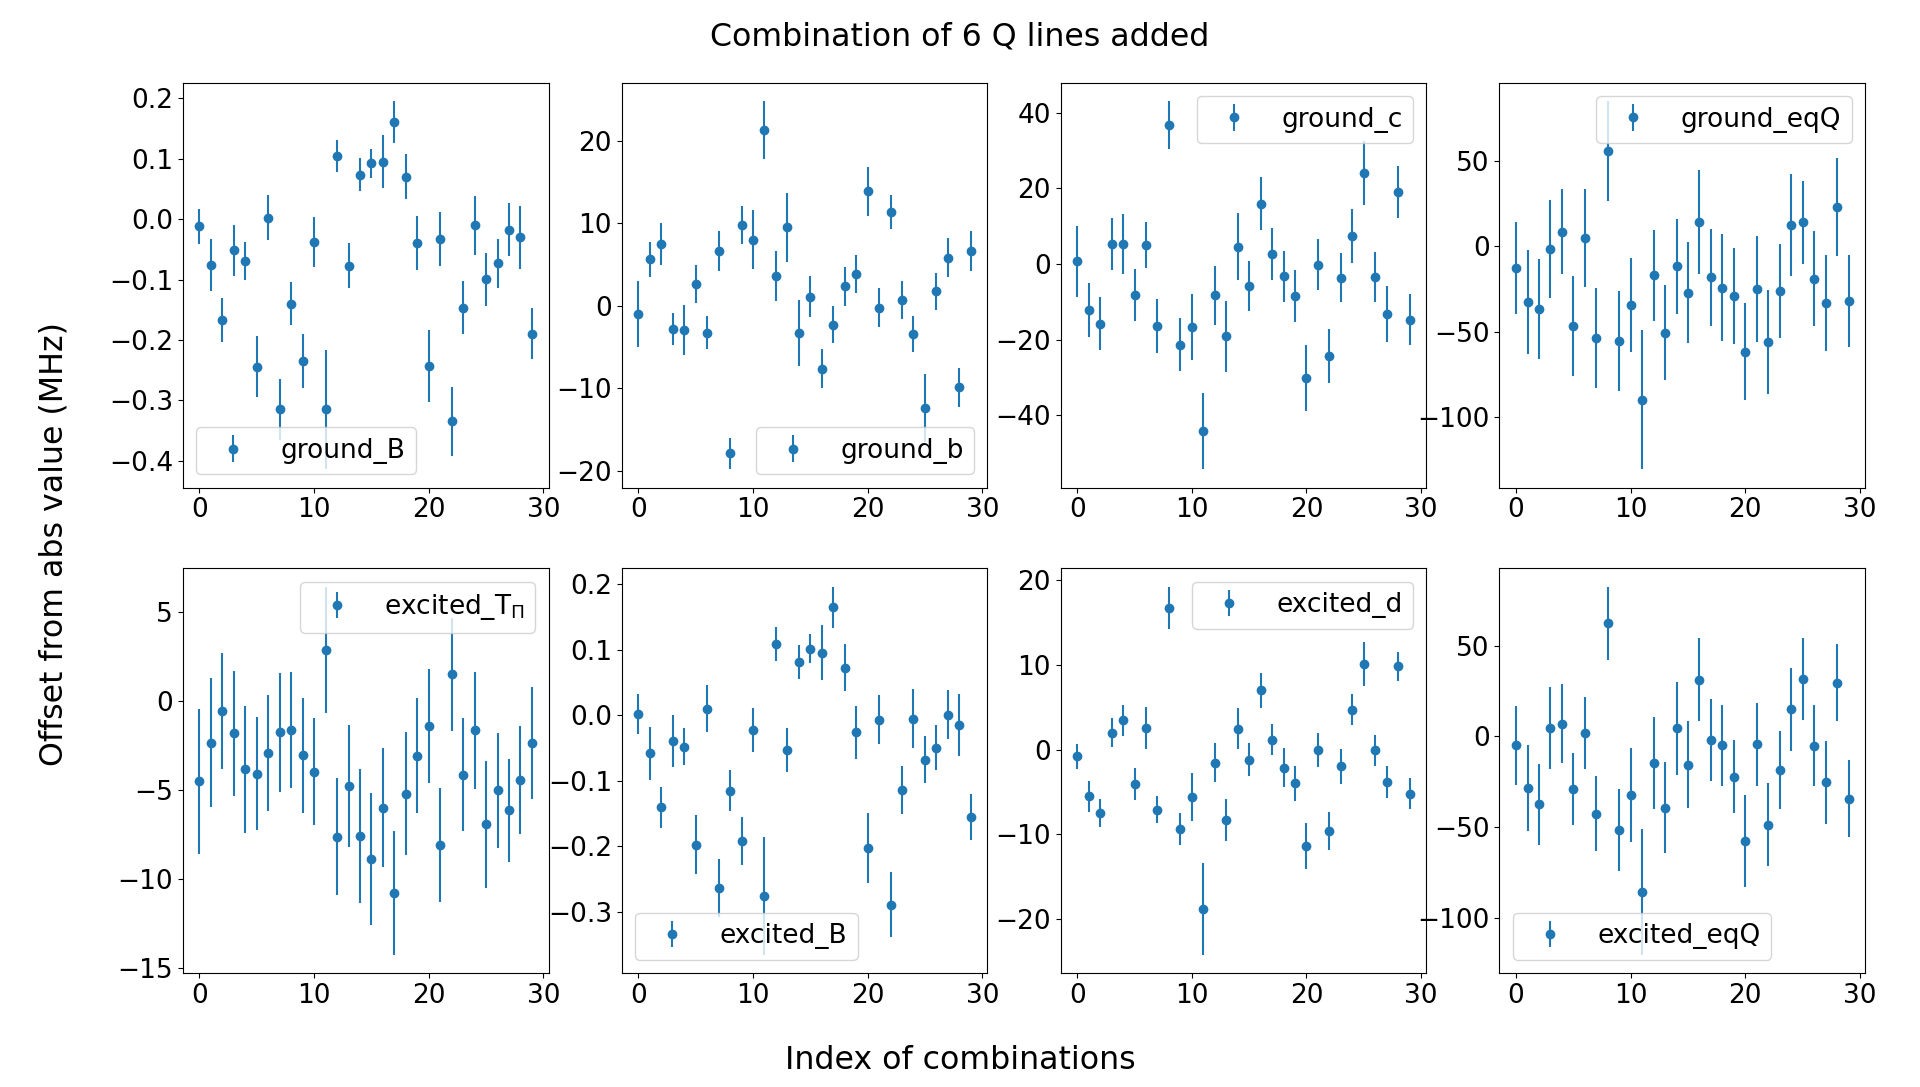 Combination of 6 Q lines added
Offset from abs value (MHz)
0.2
0.1
0.0
−0.1
−0.2
−0.3
−0.4
ground_B
0 10 20 30
20
10
0
−10
−20
ground_b
0 10 20 30
40
20
0
−20
−40
ground_c
0 10 20 30
50
0
−50
−100
ground_eqQ
0 10 20 30
5
0
−5
−10
−15
excited_TΠ
0 10 20 30
0.2
0.1
0.0
−0.1
−0.2
−0.3
excited_B
0 10 20 30
20
10
0
−10
−20
excited_d
0 10 20 30
50
0
−50
−100
excited_eqQ
0 10 20 30
Index of combinations